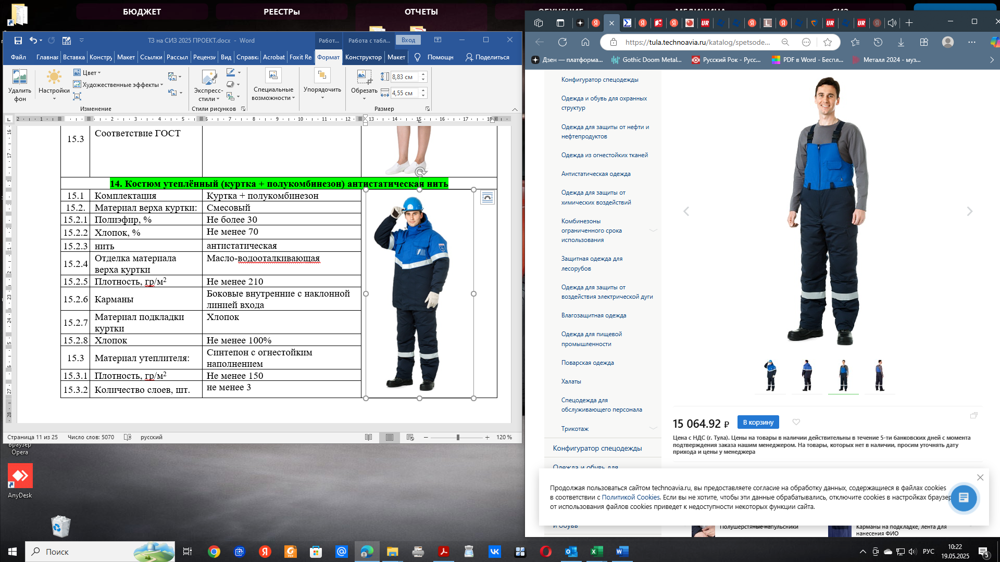 БЮДЖЕТ
РЕЕСТРы
ОТЧЕТЫ
ТЗ на СИЗ 2025 ПРОЕКТ.docx - Word
Работ...
Работа с табл...
Вход
Файл
Главная
Вставка
Констру
Макет
Ссылки
Рассыл
Рецензи
Вид
Справка
Acrobat
Foxit Re
Формат
Конструктор
Макет
Помощн
Поделиться
Удалить фон
Настройки
Цвет
Художественные эффекты
Изменение
Экспресс-стили
Стили рисунков
Специальные возможности
Упорядочить
Обрезать
8,83 см
4,55 см
Размер
15.3 Соответствие ГОСТ
14. Костюм утеплённый (куртка + полукомбинезон) антистатическая нить
15.1 Комплектация Куртка + полукомбинезон
15.2. Материал верха куртки: Смесовый
15.2.1 Полиэфир, % Не более 30
15.2.2 Хлопок, % Не менее 70
15.2.3 нить антистатическая
15.2.4 Отделка материала верха куртки Масло-водооталкивающая
15.2.5 Плотность, гр/м2 Не менее 210
15.2.6 Карманы Боковые внутренние с наклонной линией входа
15.2.7 Материал подкладки куртки Хлопок
15.2.8 Хлопок Не менее 100%
15.3 Материал утеплителя: Синтепон с огнестойким наполнением
15.3.1 Плотность, гр/м2 Не менее 150
15.3.2 Количество слоев, шт. не менее 3
Страница 11 из 25
Число слов: 5070
русский
120 %
Браузер Opera
AnyDesk
https://tula.technoavia.ru/katalog/spetsode...
Дзен — платформа...
Gothic Doom Metal...
Русский Рок - Русс...
PDF в Word - Беспл...
Металл 2024 - муз...
Конфигуратор спецодежды
Одежда и обувь для охранных
структур
Одежда для защиты от нефти и
нефтепродуктов
Одежда из огнестойких тканей
Антистатическая одежда
Одежда для защиты от
химических воздействий
Комбинезоны
ограниченного срока
использования
Защитная одежда для
лесорубов
Одежда для защиты от
воздействия электрической дуги
Влагозащитная одежда
Одежда для пищевой
промышленности
Поварская одежда
Халаты
Спецодежда для
обслуживающего персонала
Трикотаж
Конфигуратор спецодежды
Одежда и обувь для
15 064.92 ₽
В корзину
Цена с НДС (г. Тула). Цены на товары в наличии действительны в течение 5-ти банковских дней с момента
подтверждения заказа нашим менеджером. На товары, которых нет в наличии, просим уточнять дату
прихода и цены у менеджера
Продолжая пользоваться сайтом technoavia.ru, вы предоставляете согласие на обработку данных, содержащиеся в файлах cookies
в соответствии с Политикой Cookies. Если вы не хотите, чтобы эти данные обрабатывались, отключите cookies в настройках браузер
от использования файлов cookies приведет к недоступности некоторых функции сайта.
и обувь
Полушерстяные напульсники
Карманы на подкладке, лента для
нанесения ФИО
Поиск
РУС
10:22
19.05.2025
5